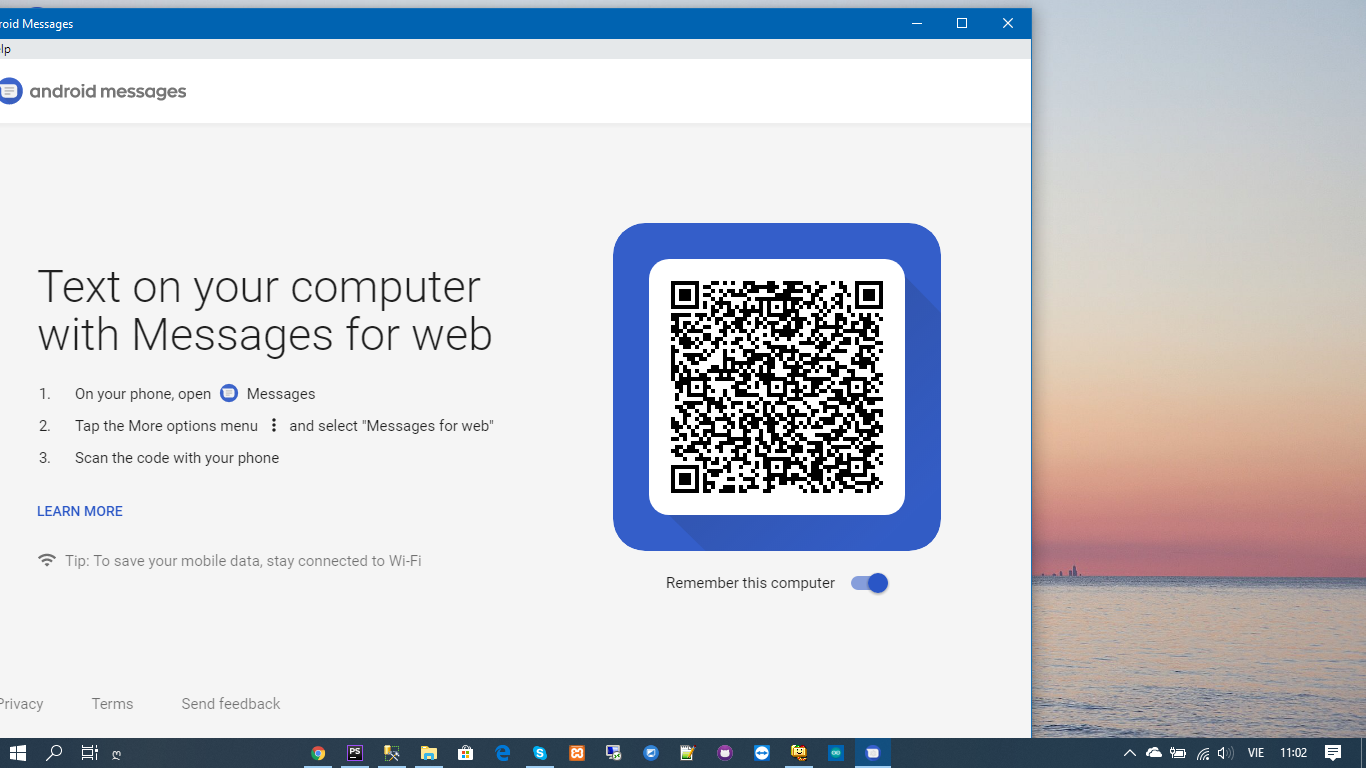 roid Messages
elp
android messages
Text on your computer
with Messages for web
1. On your phone, open Messages
2. Tap the More options menu and select "Messages for web"
3. Scan the code with your phone
LEARN MORE
Tip: To save your mobile data, stay connected to Wi-Fi
Remember this computer
Privacy Terms Send feedback
PS
VIE 11:02